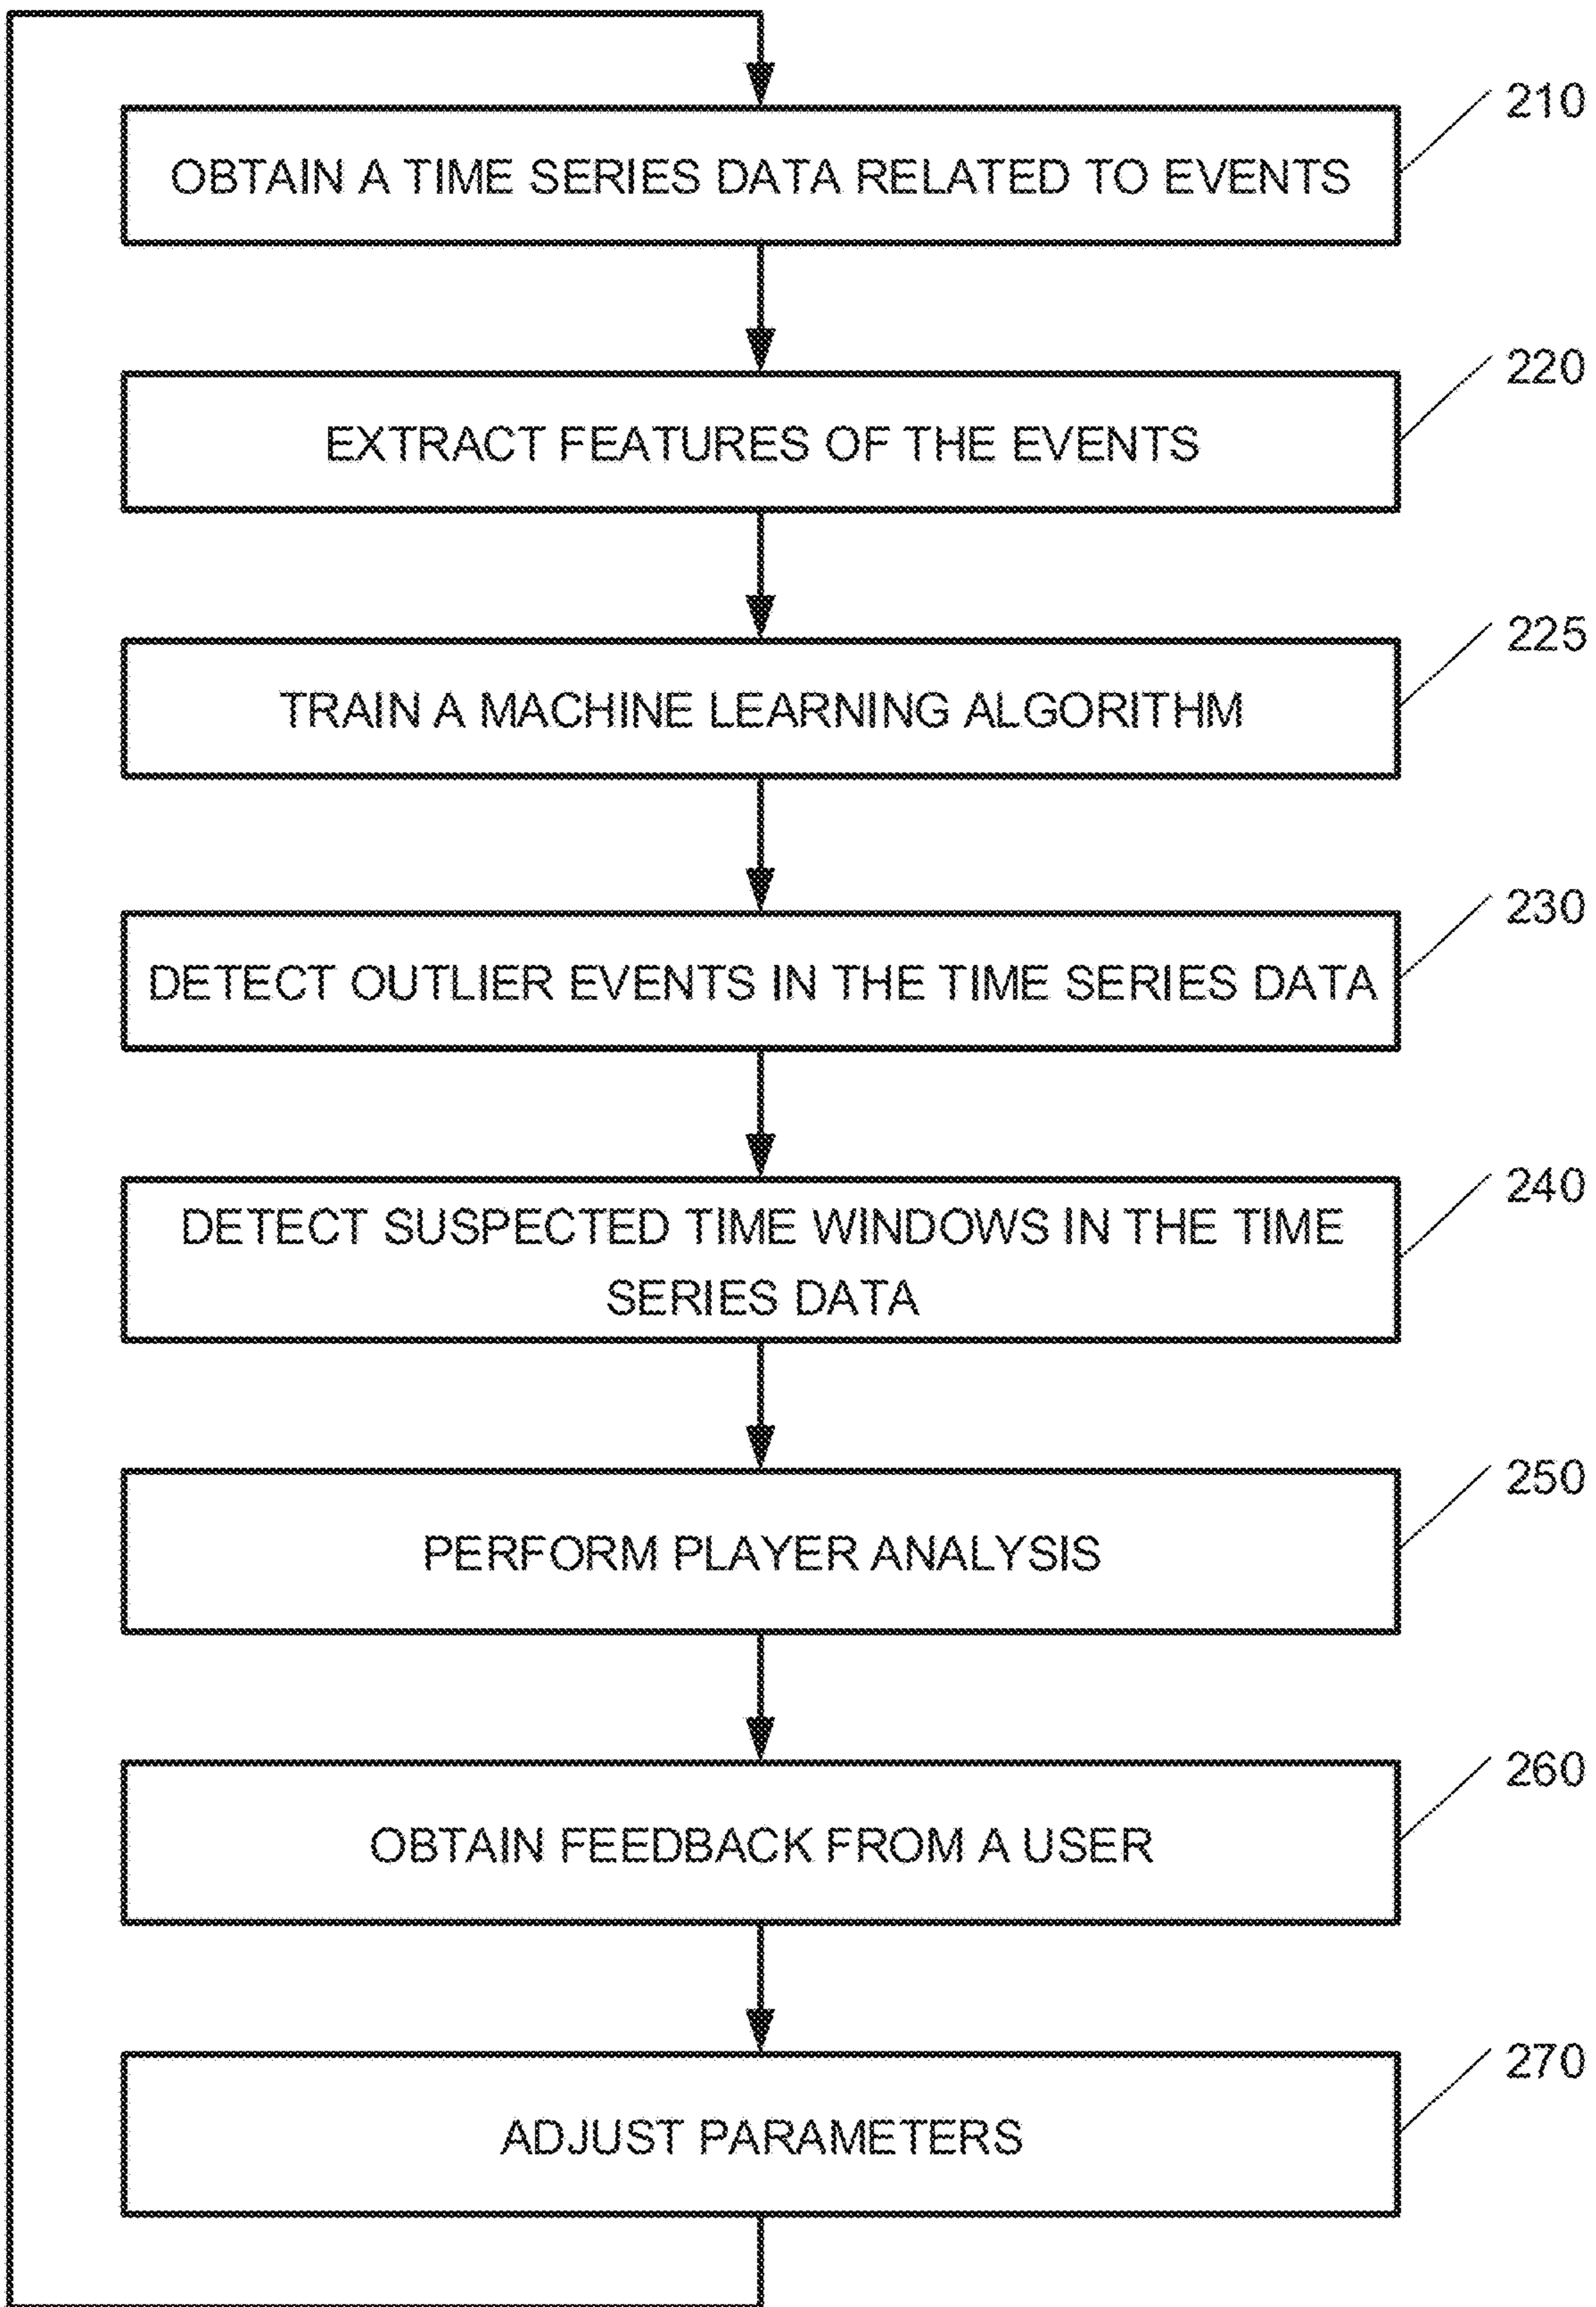 210
OBTAIN A TIME SERIES DATA RELATED TO EVENTS
220
EXTRACT FEATURES OF THE EVENTS
225
TRAIN A MACHINE LEARNING ALGORITHM
230
DETECT OUTLIER EVENTS IN THE TIME SERIES DATA
240
DETECT SUSPECTED TIME WINDOWS IN THE TIME
SERIES DATA
250
PERFORM PLAYER ANALYSIS
260
OBTAIN FEEDBACK FROM A USER
270
ADJUST PARAMETERS